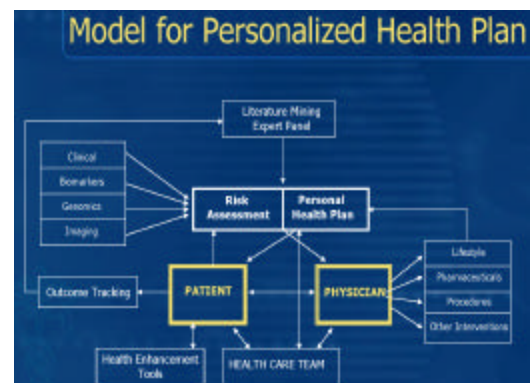 Model for Personalized Health Plan
Literature Mining
Expert Panel
Clinical
Biomarkers
Genomics
Imaging
Risk
Assessment
Personal
Health Plan
Lifestyle
Pharmaceuticals
Procedures
Other Interventions
Outcome Tracking
PATIENT
PHYSICIAN
Health Enhancement
Tools
HEALTH CARE TEAM